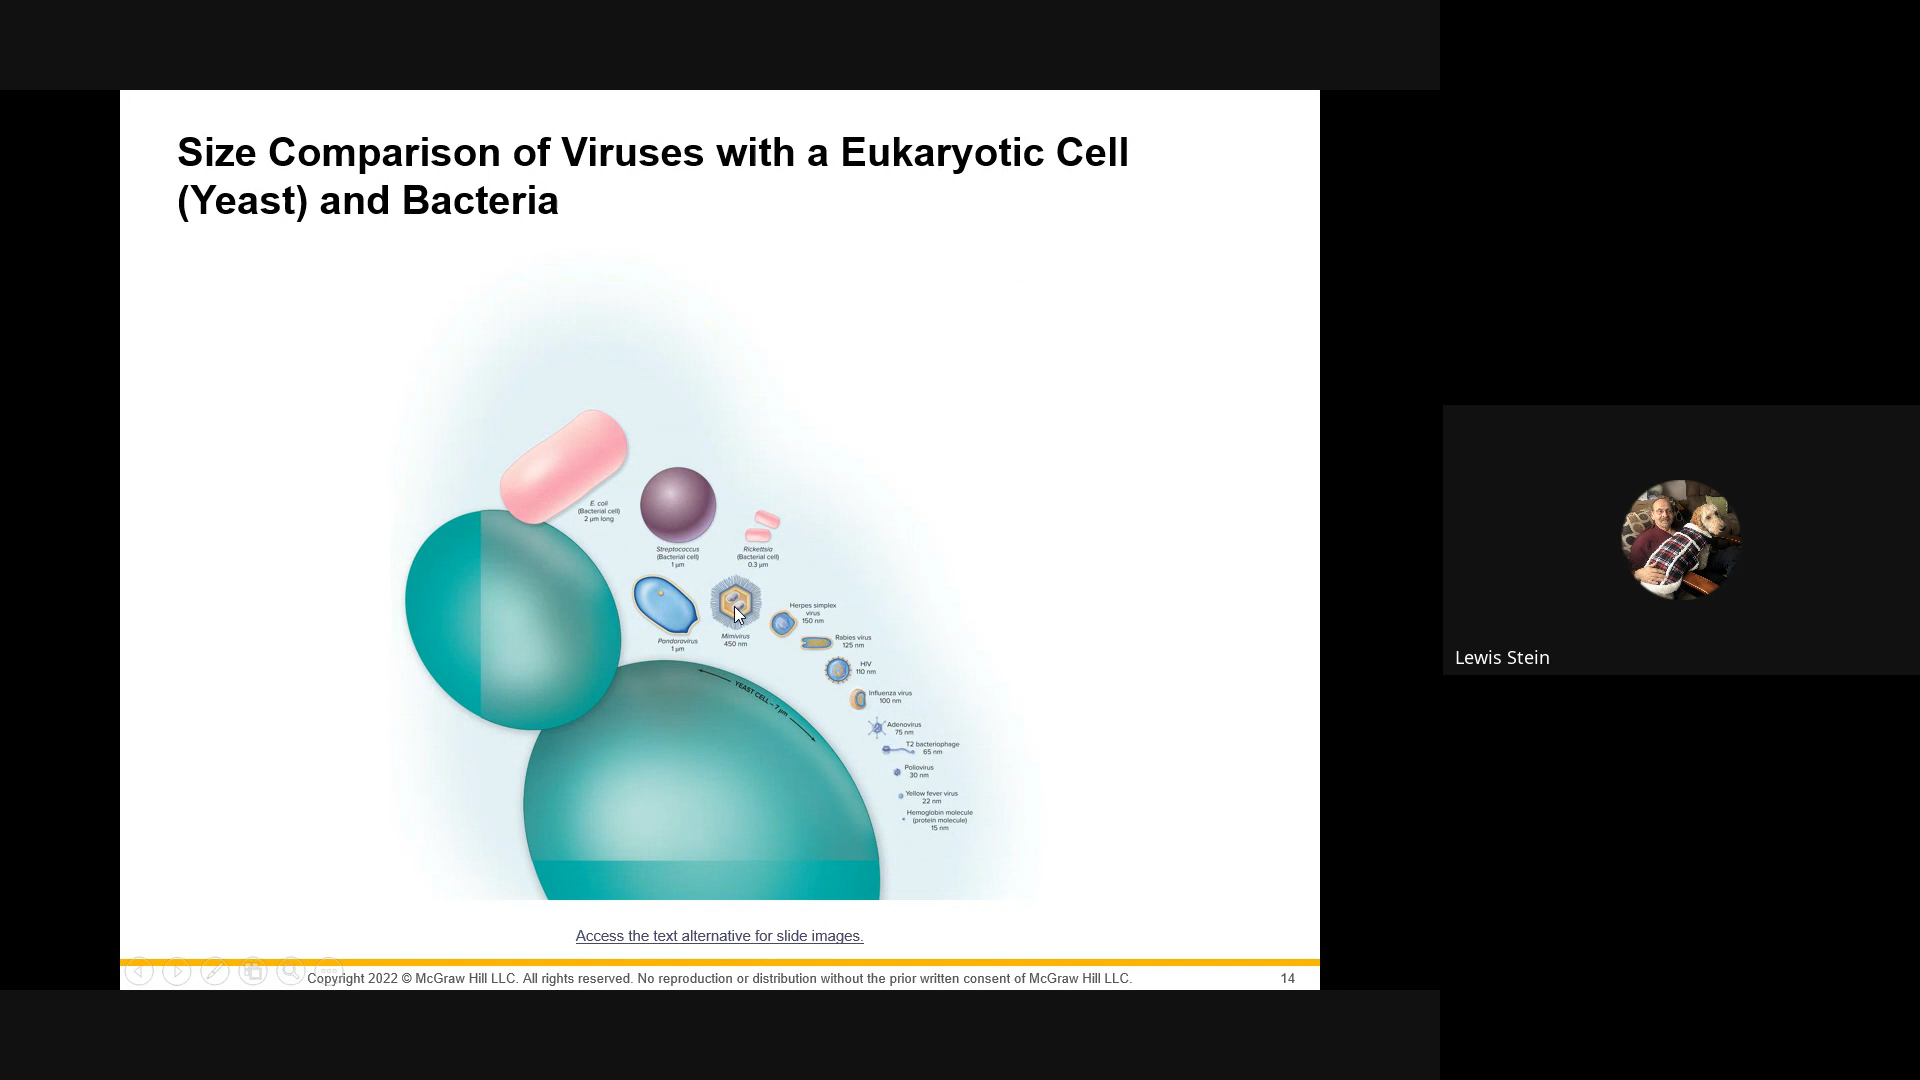 Size Comparison of Viruses with a Eukaryotic Cell
(Yeast) and Bacteria
E. coli
(Bacterial cell)
2 µm long
Streptococcus
(Bacterial cell)
1 µm
Rickettsia
(Bacterial cell)
0.3 µm
Pandoravirus
1 µm
Mimivirus
450 nm
Herpes simplex
virus
150 nm
Rabies virus
125 nm
HIV
110 nm
Influenza virus
100 nm
Adenovirus
75 nm
T2 bacteriophage
65 nm
Poliovirus
30 nm
Yellow fever virus
22 nm
Hemoglobin molecule
(protein molecule)
15 nm
YEAST CELL – 7 µm
Access the text alternative for slide images.
Copyright 2022 © McGraw Hill LLC. All rights reserved. No reproduction or distribution without the prior written consent of McGraw Hill LLC.
14
Lewis Stein